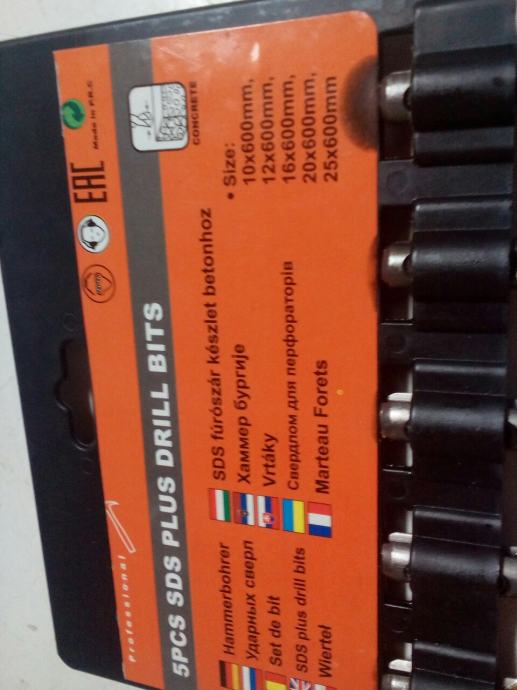 Professional
5PCS SDS PLUS DRILL BITS
Hammerbohrer
Ударных сверл
Set de bit
SDS plus drill bits
Wiertel
SDS fúrószár készlet betonhoz
Хаммер бургије
Vrtáky
Свердлом для перфораторів
Marteau Forets
• Size:
10x600mm,
12x600mm,
16x600mm,
20x600mm,
25x600mm
CONCRETE
EAC
Made in P.R.C